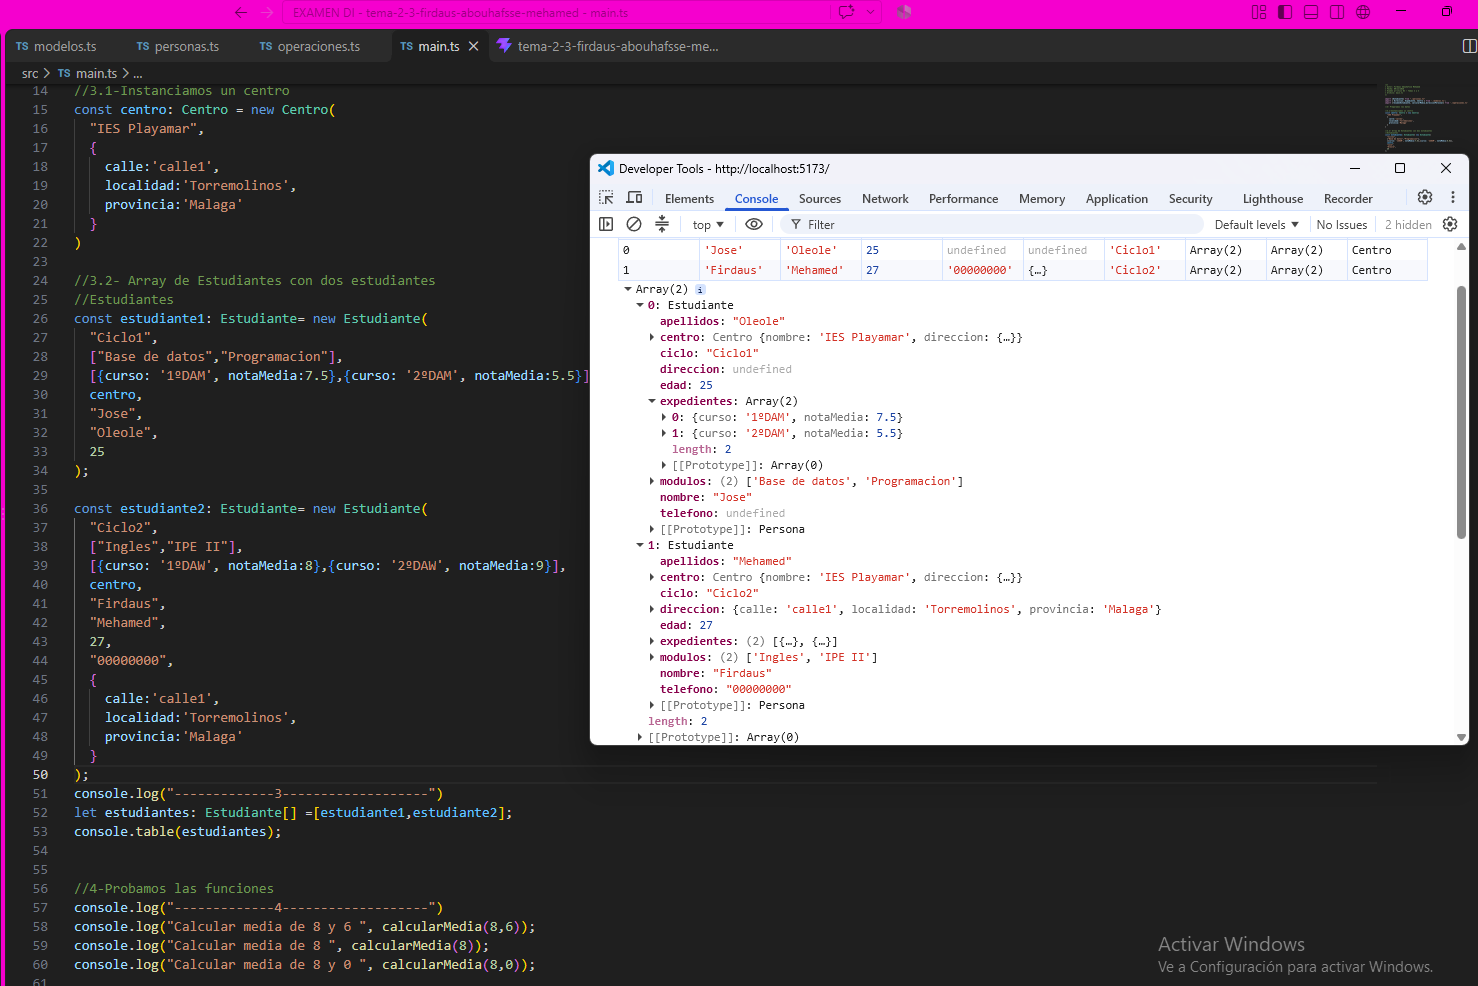 EXAMEN DI - tema-2-3-firdaus-abouhafsse-mehamed - main.ts
TS modelos.ts TS personas.ts TS operaciones.ts TS main.ts tema-2-3-firdaus-abouhafsse-me...
src > TS main.ts > ...
14 //3.1-Instanciamos un centro
15 const centro: Centro = new Centro(
16 "IES Playamar",
17 {
18 calle:'calle1',
19 localidad:'Torremolinos',
20 provincia:'Malaga'
21 }
22 )
23
24 //3.2- Array de Estudiantes con dos estudiantes
25 //Estudiantes
26 const estudiante1: Estudiante= new Estudiante(
27 "Ciclo1",
28 ["Base de datos","Programacion"],
29 [{curso: '1ºDAM', notaMedia:7.5},{curso: '2ºDAM', notaMedia:5.5}]
30 centro,
31 "Jose",
32 "Oleole",
33 25
34 );
35
36 const estudiante2: Estudiante= new Estudiante(
37 "Ciclo2",
38 ["Ingles","IPE II"],
39 [{curso: '1ºDAW', notaMedia:8},{curso: '2ºDAW', notaMedia:9}],
40 centro,
41 "Firdaus",
42 "Mehamed",
43 27,
44 "00000000",
45 {
46 calle:'calle1',
47 localidad:'Torremolinos',
48 provincia:'Malaga'
49 }
50 );
51 console.log("-------------3-------------------")
52 let estudiantes: Estudiante[] =[estudiante1,estudiante2];
53 console.table(estudiantes);
54
55
56 //4-Probamos las funciones
57 console.log("-------------4-------------------")
58 console.log("Calcular media de 8 y 6 ", calcularMedia(8,6));
59 console.log("Calcular media de 8 ", calcularMedia(8));
60 console.log("Calcular media de 8 y 0 ", calcularMedia(8,0));
61
Developer Tools - http://localhost:5173/
Elements Console Sources Network Performance Memory Application Security Lighthouse Recorder
top Filter Default levels No Issues 2 hidden
0 'Jose' 'Oleole' 25 undefined undefined 'Ciclo1' Array(2) Array(2) Centro
1 'Firdaus' 'Mehamed' 27 '00000000' {…} 'Ciclo2' Array(2) Array(2) Centro
Array(2) i
0: Estudiante
apellidos: "Oleole"
centro: Centro {nombre: 'IES Playamar', direccion: {…}}
ciclo: "Ciclo1"
direccion: undefined
edad: 25
expedientes: Array(2)
0: {curso: '1ºDAM', notaMedia: 7.5}
1: {curso: '2ºDAM', notaMedia: 5.5}
length: 2
[[Prototype]]: Array(0)
modulos: (2) ['Base de datos', 'Programacion']
nombre: "Jose"
telefono: undefined
[[Prototype]]: Persona
1: Estudiante
apellidos: "Mehamed"
centro: Centro {nombre: 'IES Playamar', direccion: {…}}
ciclo: "Ciclo2"
direccion: {calle: 'calle1', localidad: 'Torremolinos', provincia: 'Malaga'}
edad: 27
expedientes: (2) [{…}, {…}]
modulos: (2) ['Ingles', 'IPE II']
nombre: "Firdaus"
telefono: "00000000"
[[Prototype]]: Persona
length: 2
[[Prototype]]: Array(0)
Activar Windows
Ve a Configuración para activar Windows.